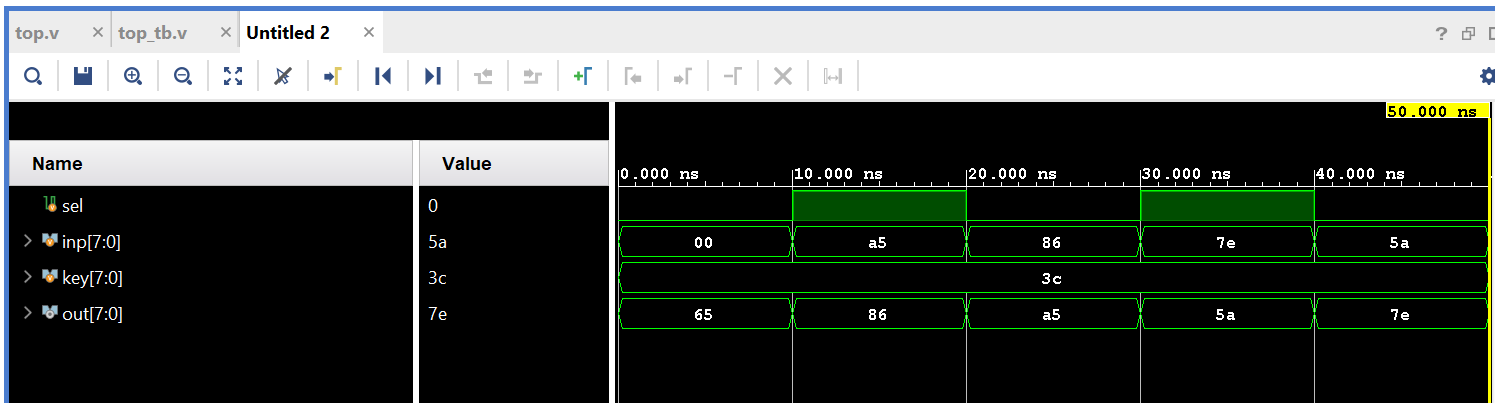 top.v × top_tb.v × Untitled 2 ×
?
50.000 ns
Name Value
0.000 ns 10.000 ns 20.000 ns 30.000 ns 40.000 ns
sel 0
inp[7:0] 5a 00 a5 86 7e 5a
key[7:0] 3c 3c
out[7:0] 7e 65 86 a5 5a 7e